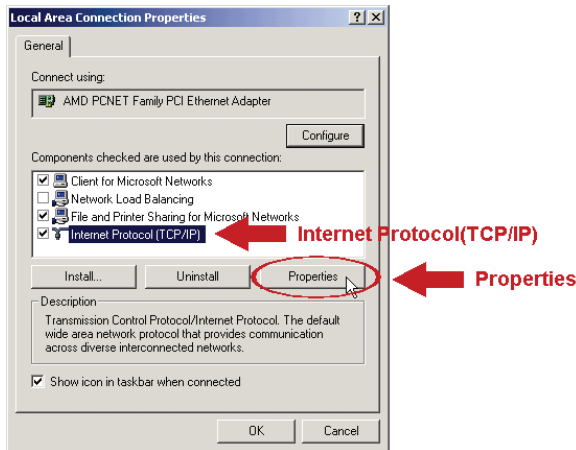 Local Area Connection Properties
General
Connect using:
AMD PCNET Family PCI Ethernet Adapter
Configure
Components checked are used by this connection:
Client for Microsoft Networks
Network Load Balancing
File and Printer Sharing for Microsoft Networks
Internet Protocol (TCP/IP)
Internet Protocol(TCP/IP)
Install...
Uninstall
Properties
Properties
Description
Transmission Control Protocol/Internet Protocol. The default
wide area network protocol that provides communication
across diverse interconnected networks.
Show icon in taskbar when connected
OK
Cancel